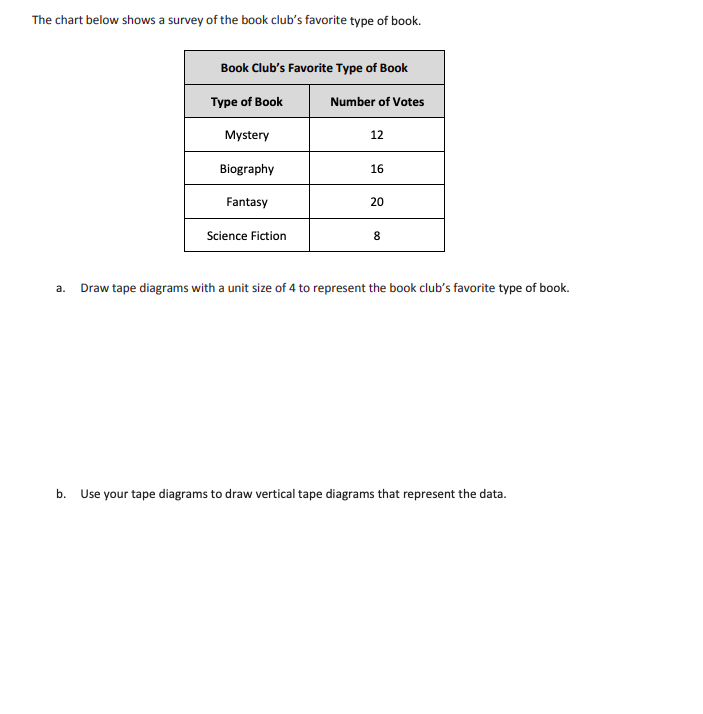 The chart below shows a survey of the book club’s favorite type of book.
Book Club’s Favorite Type of Book
Type of Book Number of Votes
Mystery 12
Biography 16
Fantasy 20
Science Fiction 8
a. Draw tape diagrams with a unit size of 4 to represent the book club’s favorite type of book.
b. Use your tape diagrams to draw vertical tape diagrams that represent the data.